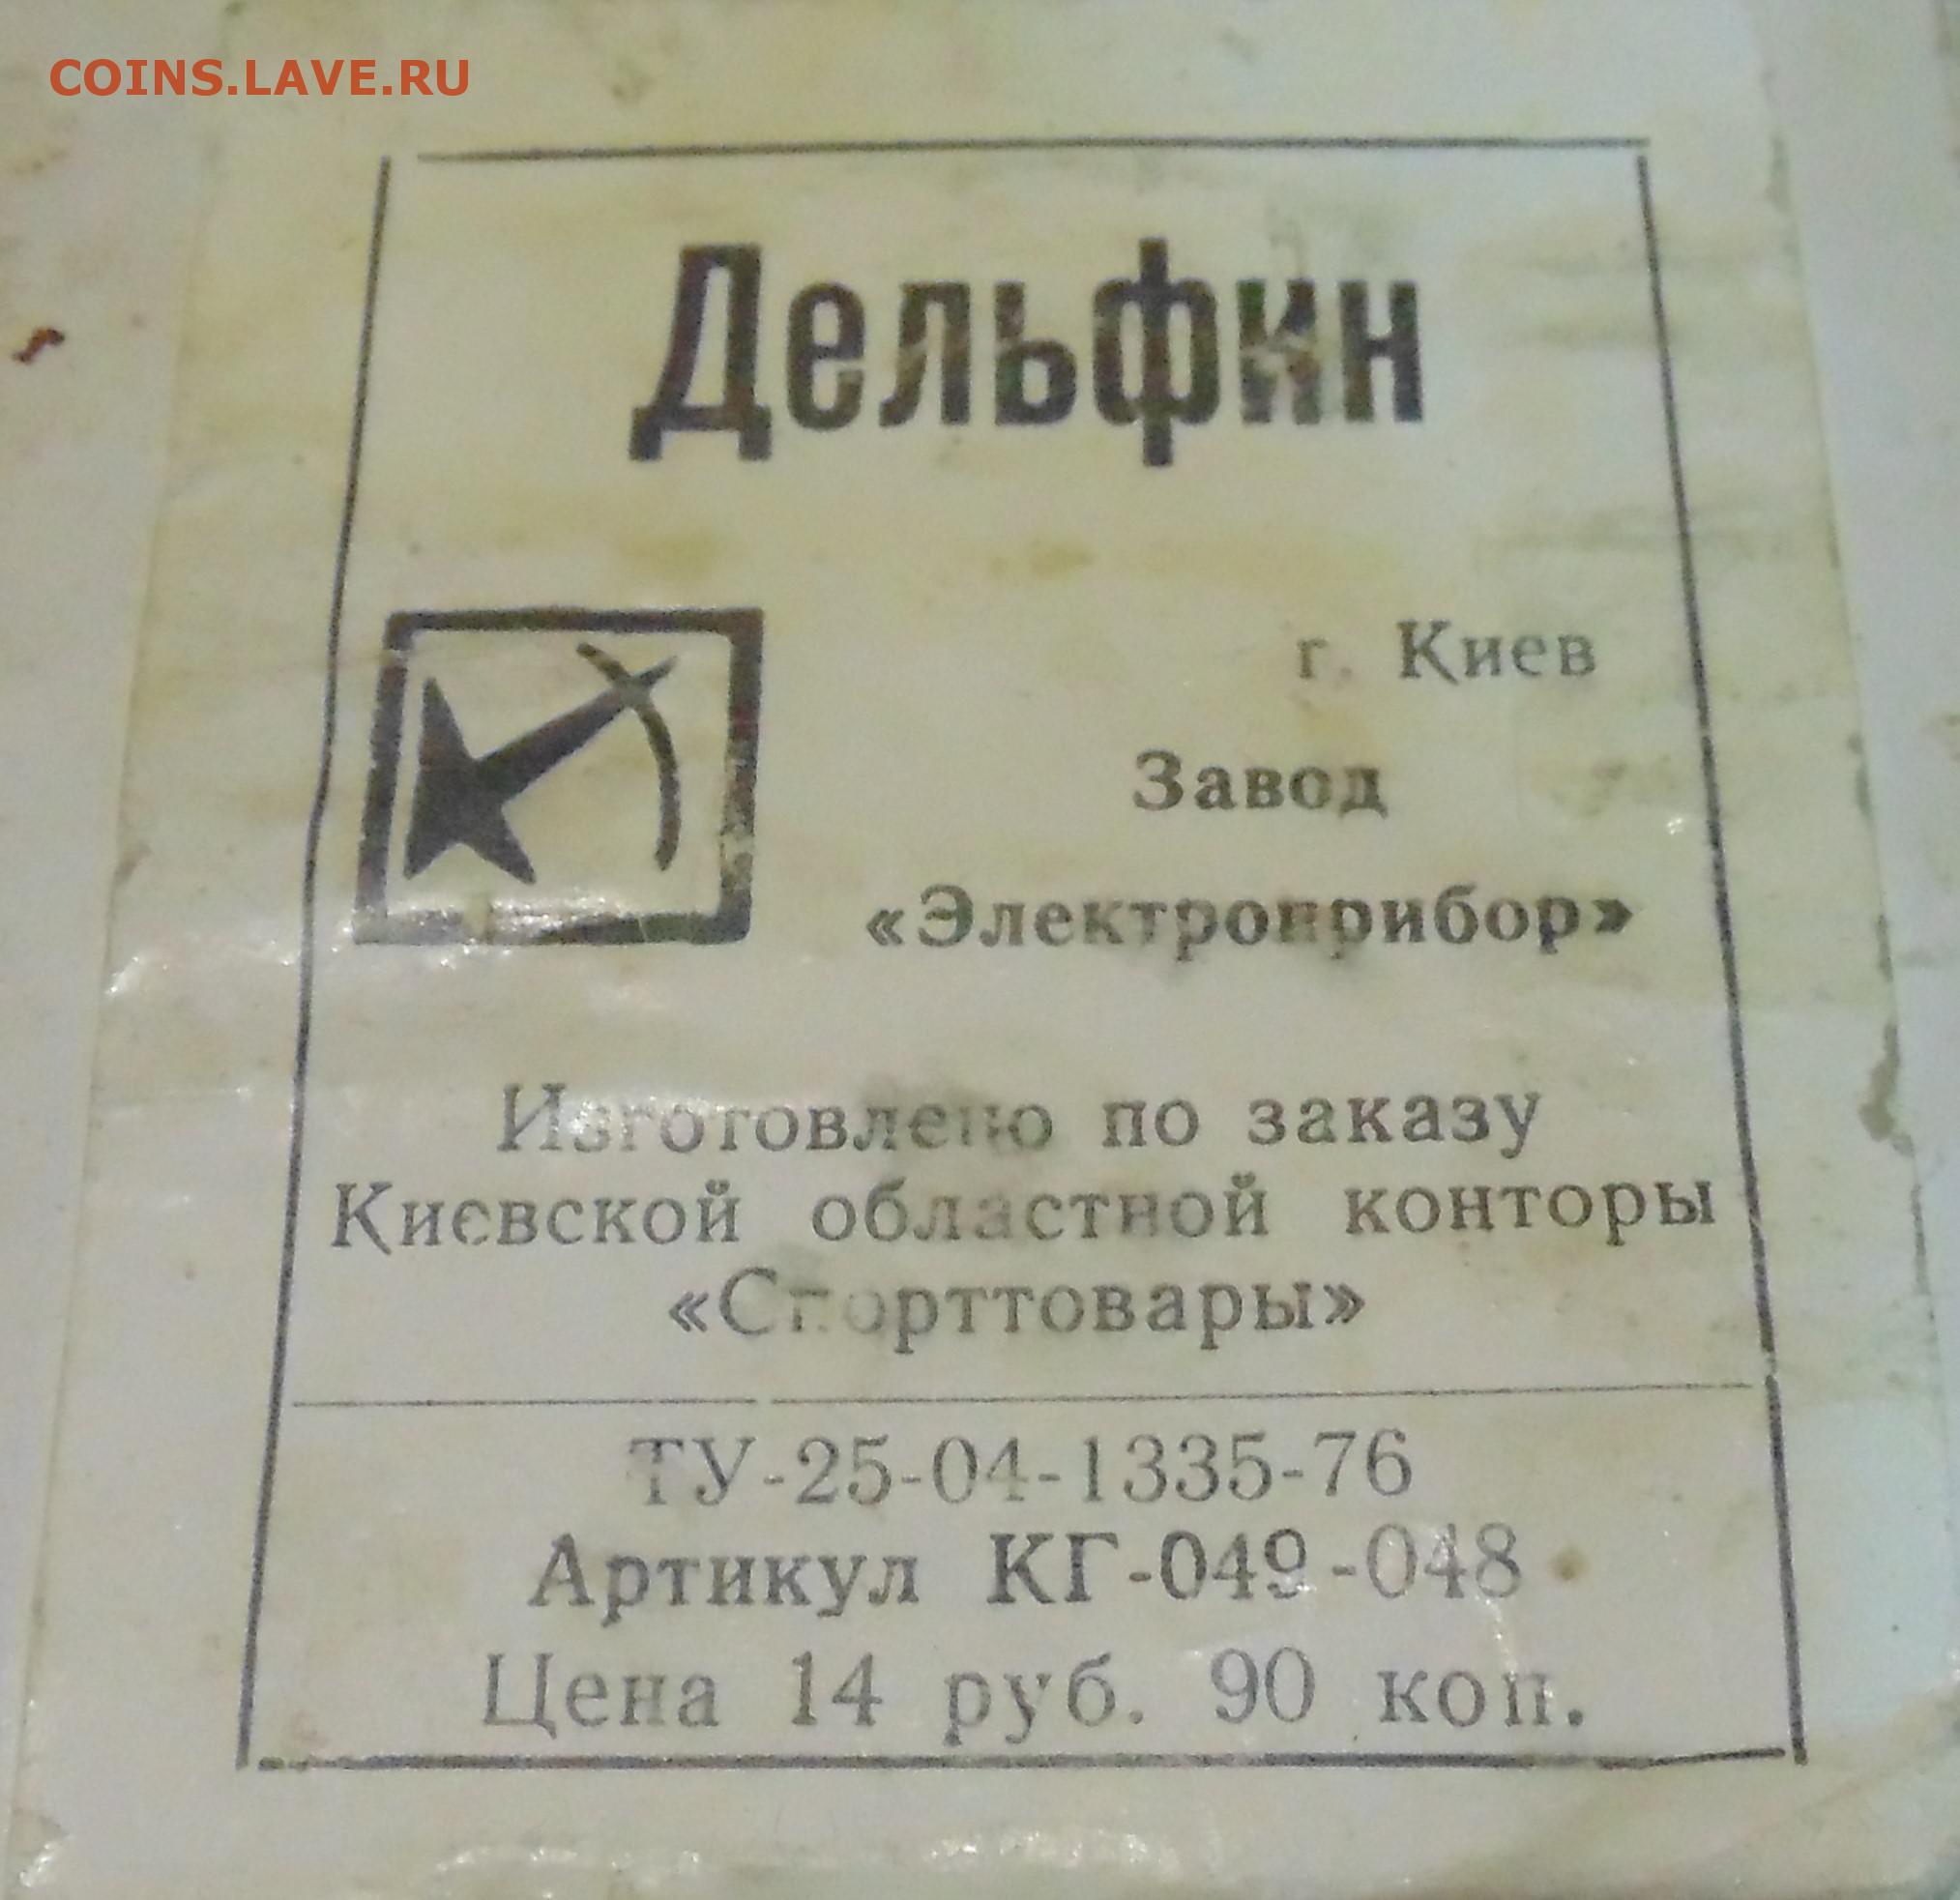 COINS.LAVE.RU
Дельфин
г. Киев
Завод
«Электроприбор»
Изготовлено по заказу
Киевской областной конторы
«Спорттовары»
ТУ-25-04-1335-76
Артикул КГ-049-048
Цена 14 руб. 90 коп.